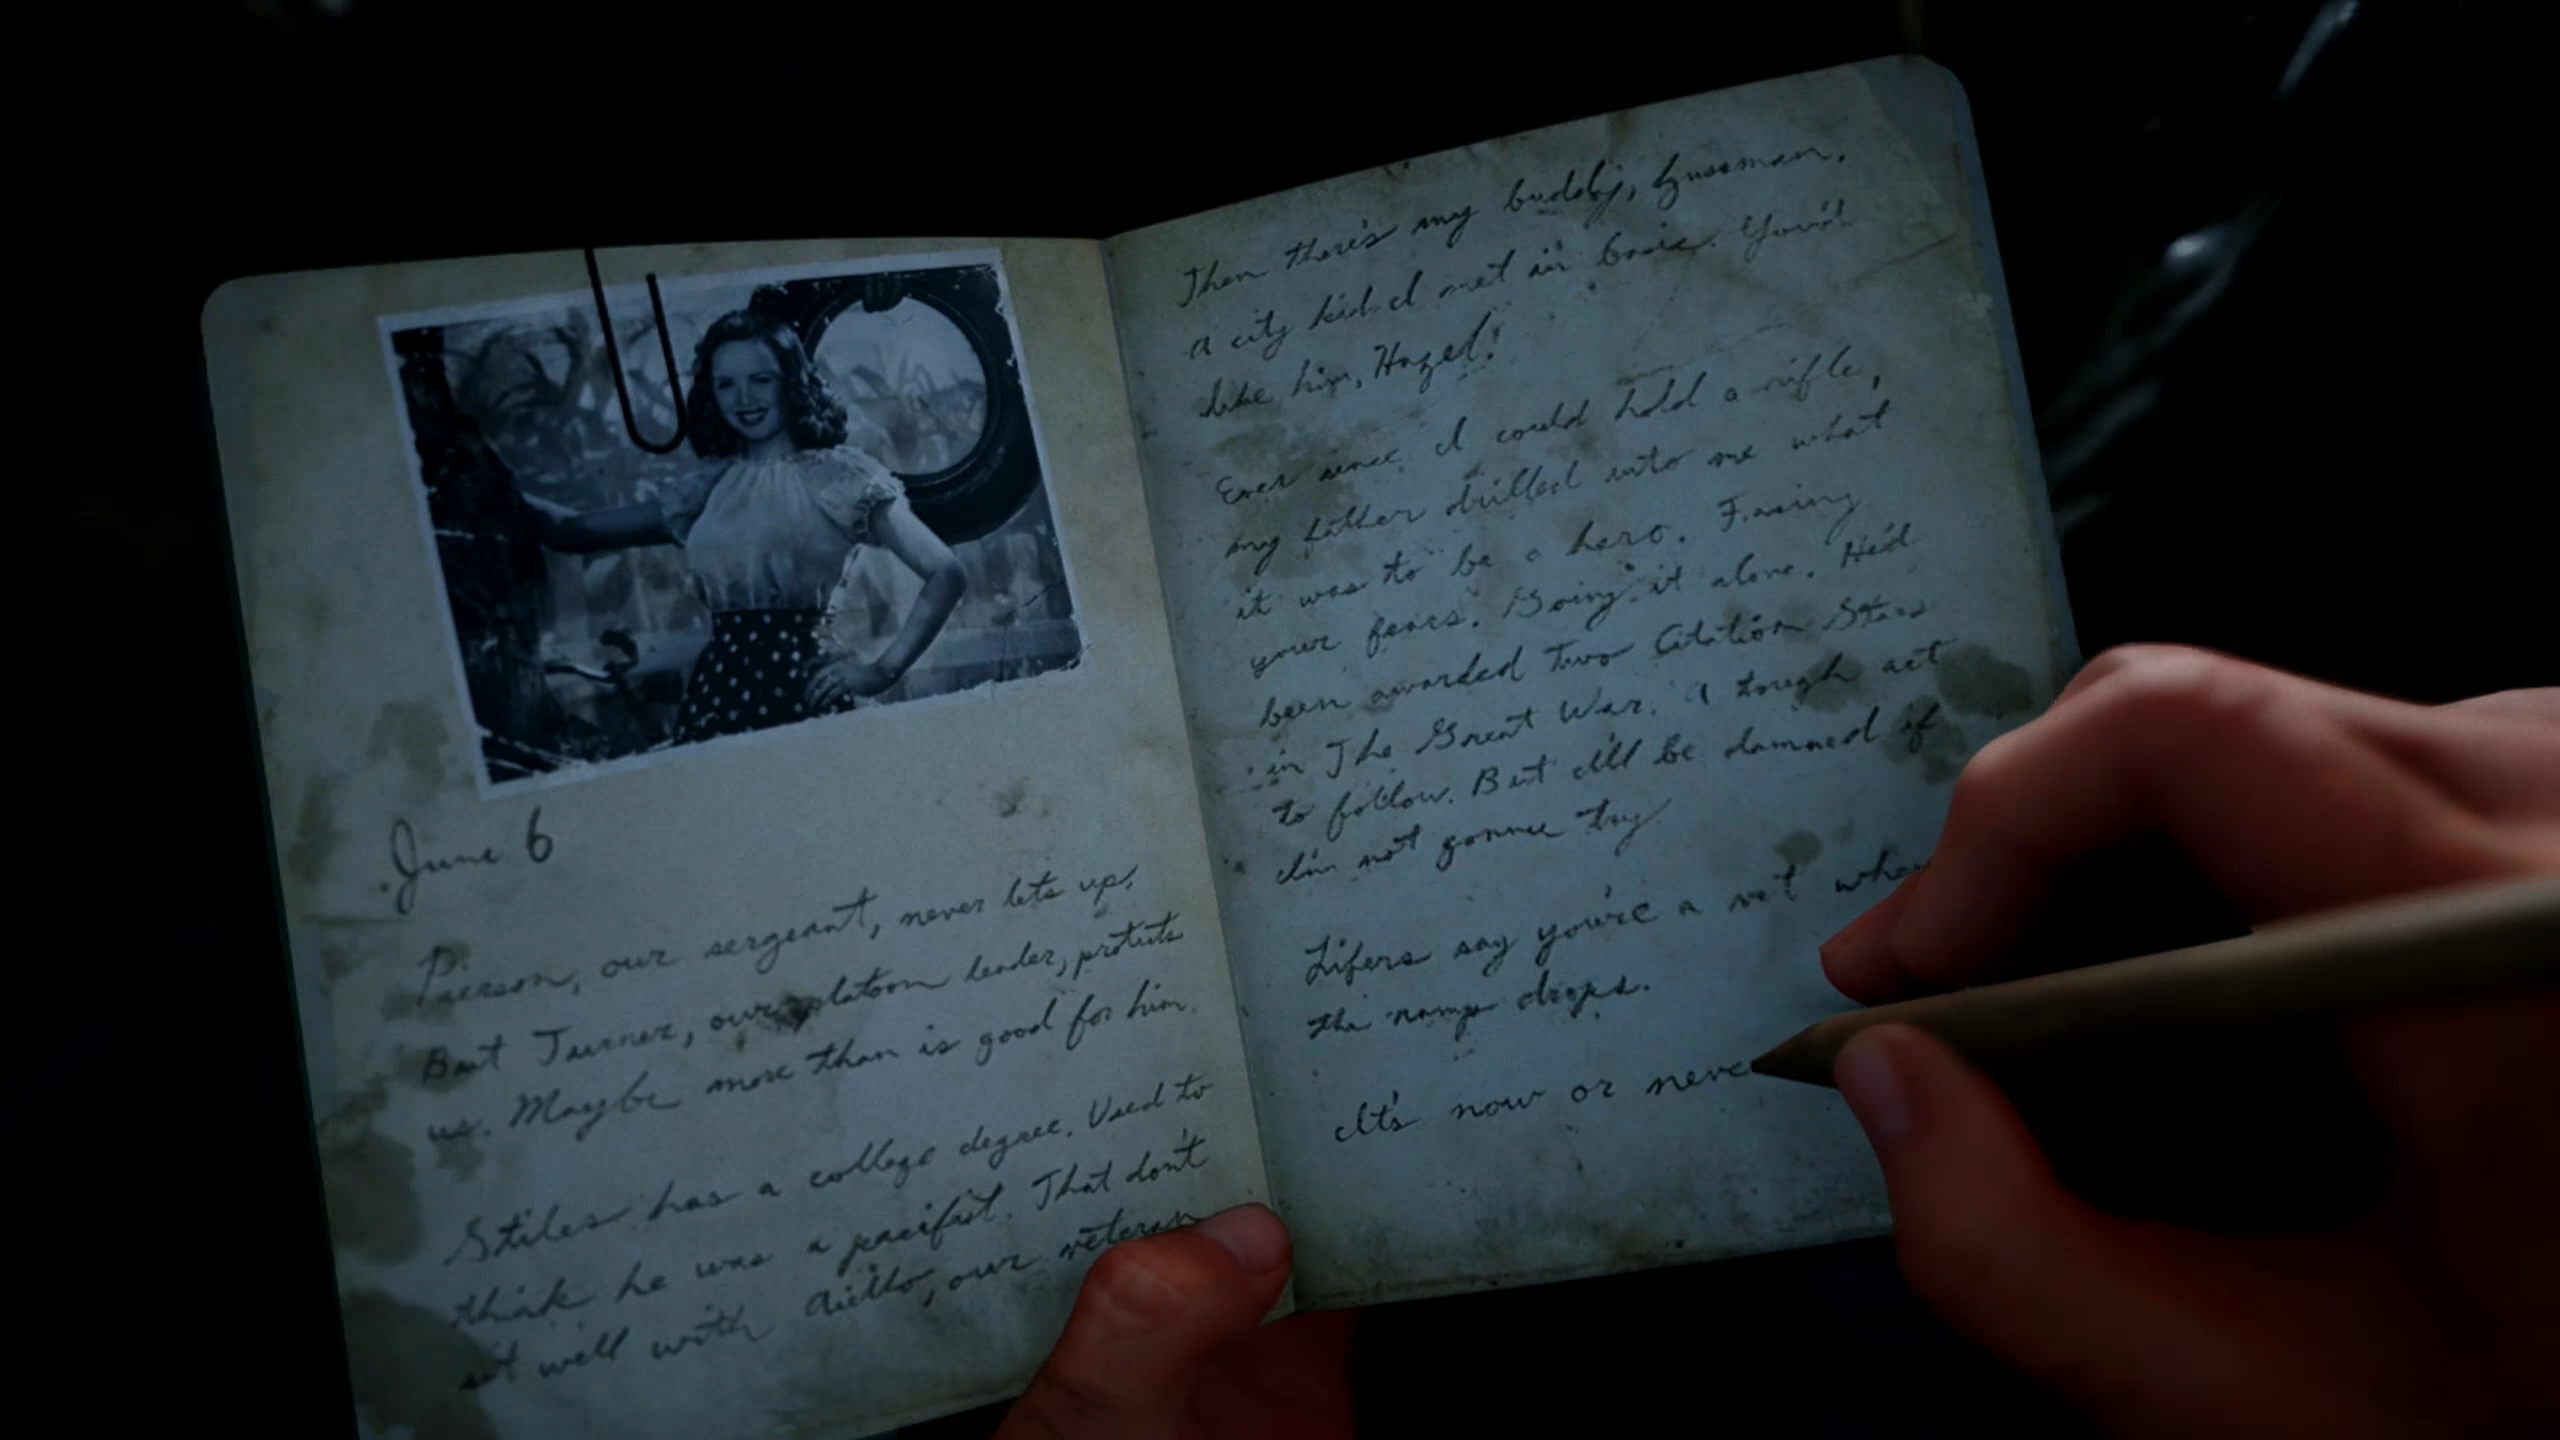 June 6
Pierson, our sergeant, never lets up.
But Turner, our platoon leader, protects
us. Maybe more than is good for him.
Stiles has a college degree. Used to
think he was a pacifist. That don't
sit well with Aiello, our veteran
Then there's my buddy, Zussman,
a city kid I met in basic. You'd
like him, Hazel!
Ever since I could hold a rifle,
my father drilled into me what
it was to be a hero. Facing
your fears. Going it alone. He'd
been awarded two Citation Stars
in The Great War. A tough act
to follow. But I'll be damned if
I'm not gonna try
Lifers say you're a vet when
the ramp drops.
It's now or neve